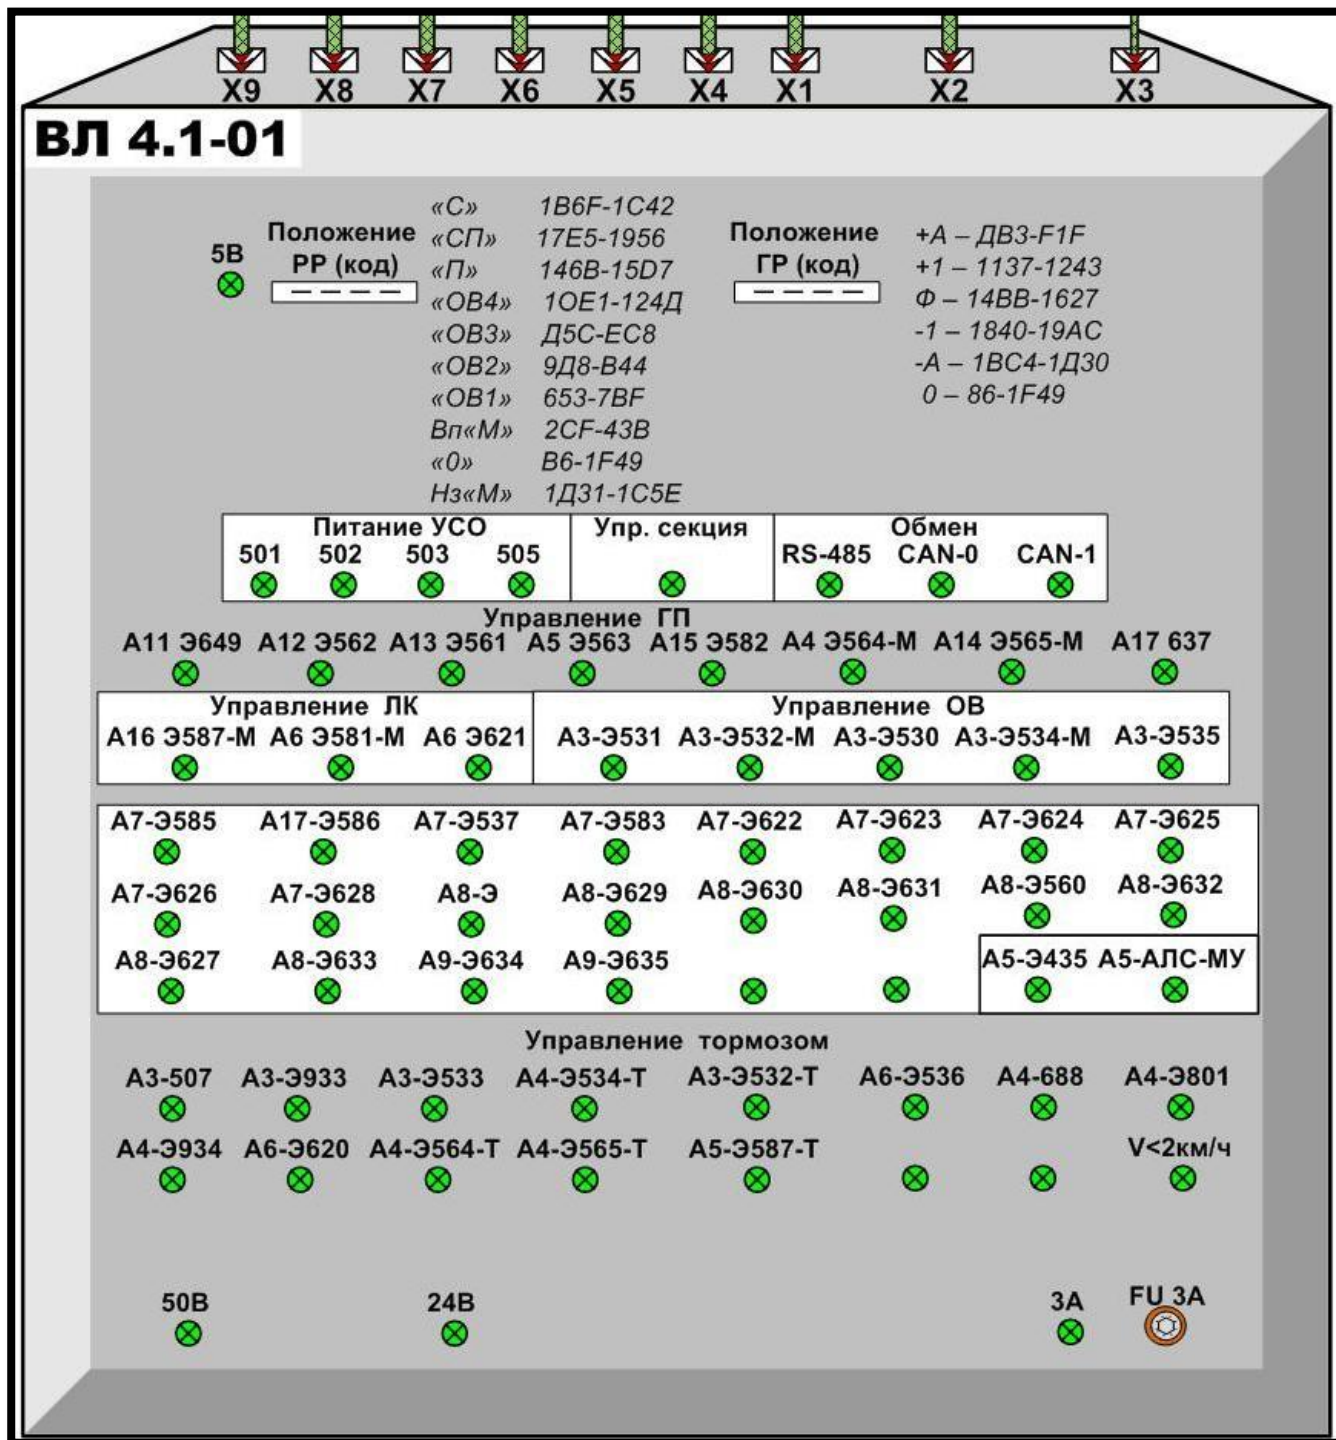 X9 X8 X7 X6 X5 X4 X1 X2 X3
ВЛ 4.1-01
5В
Положение
РР (код)
«С» 1В6F-1С42
«СП» 17Е5-1956
«П» 146В-15D7
«ОВ4» 1ОЕ1-124Д
«ОВ3» Д5С-ЕС8
«ОВ2» 9Д8-В44
«ОВ1» 653-7BF
Вп«М» 2CF-43В
«0» В6-1F49
Нз«М» 1Д31-1С5Е
Положение
ГР (код)
+А – ДВ3-F1F
+1 – 1137-1243
Ф – 14ВВ-1627
-1 – 1840-19АС
-А – 1ВС4-1Д30
0 – 86-1F49
Питание УСО
501 502 503 505
Упр. секция
Обмен
RS-485 CAN-0 CAN-1
Управление ГП
А11 Э649 А12 Э562 А13 Э561 А5 Э563 А15 Э582 А4 Э564-М А14 Э565-М А17 637
Управление ЛК
А16 Э587-М А6 Э581-М А6 Э621
Управление ОВ
А3-Э531 А3-Э532-М А3-Э530 А3-Э534-М А3-Э535
А7-Э585 А17-Э586 А7-Э537 А7-Э583 А7-Э622 А7-Э623 А7-Э624 А7-Э625
А7-Э626 А7-Э628 А8-Э А8-Э629 А8-Э630 А8-Э631 А8-Э560 А8-Э632
А8-Э627 А8-Э633 А9-Э634 А9-Э635 А5-Э435 А5-АЛС-МУ
Управление тормозом
А3-507 А3-Э933 А3-Э533 А4-Э534-Т А3-Э532-Т А6-Э536 А4-688 А4-Э801
А4-Э934 А6-Э620 А4-Э564-Т А4-Э565-Т А5-Э587-Т V<2км/ч
50В 24В 3А FU 3А